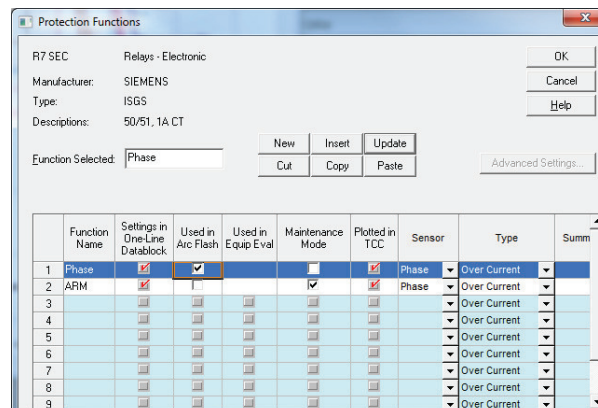 Protection Functions
R7 SEC Relays - Electronic OK
Manufacturer: SIEMENS Cancel
Type: ISGS Help
Descriptions: 50/51, 1A CT
New Insert Update
Function Selected: Phase Cut Copy Paste Advanced Settings...
Function Name Settings in One-Line Datablock Used in Arc Flash Used in Equip Eval Maintenance Mode Plotted in TCC Sensor Type Summ
1 Phase Phase Over Current
2 ARM Phase Over Current
3 Over Current
4 Over Current
5 Over Current
6 Over Current
7 Over Current
8 Over Current
9 Over Current